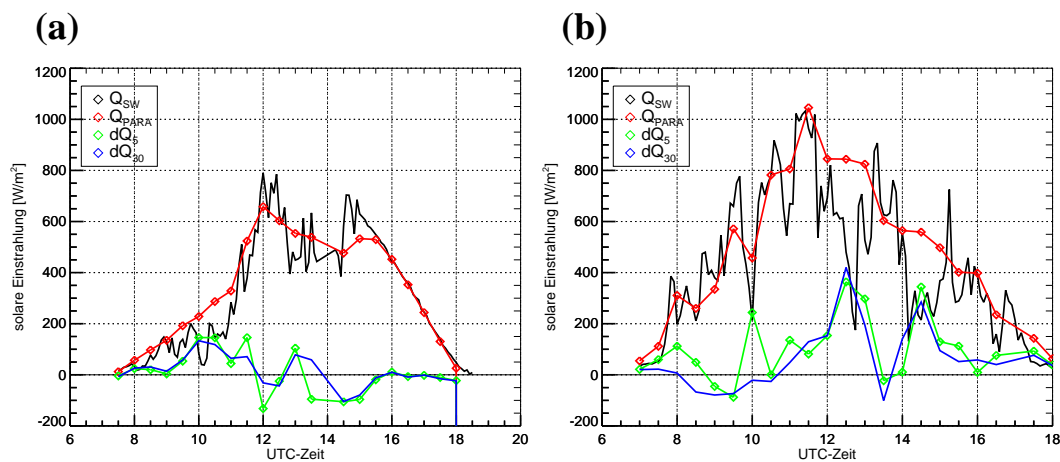 (a)
1200
1000
800
600
400
200
0
-200
solare Einstrahlung [W/m²]
Q_SW
Q_PARA
dQ_5
dQ_30
6 8 10 12 14 16 18 20
UTC-Zeit
(b)
1200
1000
800
600
400
200
0
-200
solare Einstrahlung [W/m²]
Q_SW
Q_PARA
dQ_5
dQ_30
6 8 10 12 14 16 18
UTC-Zeit